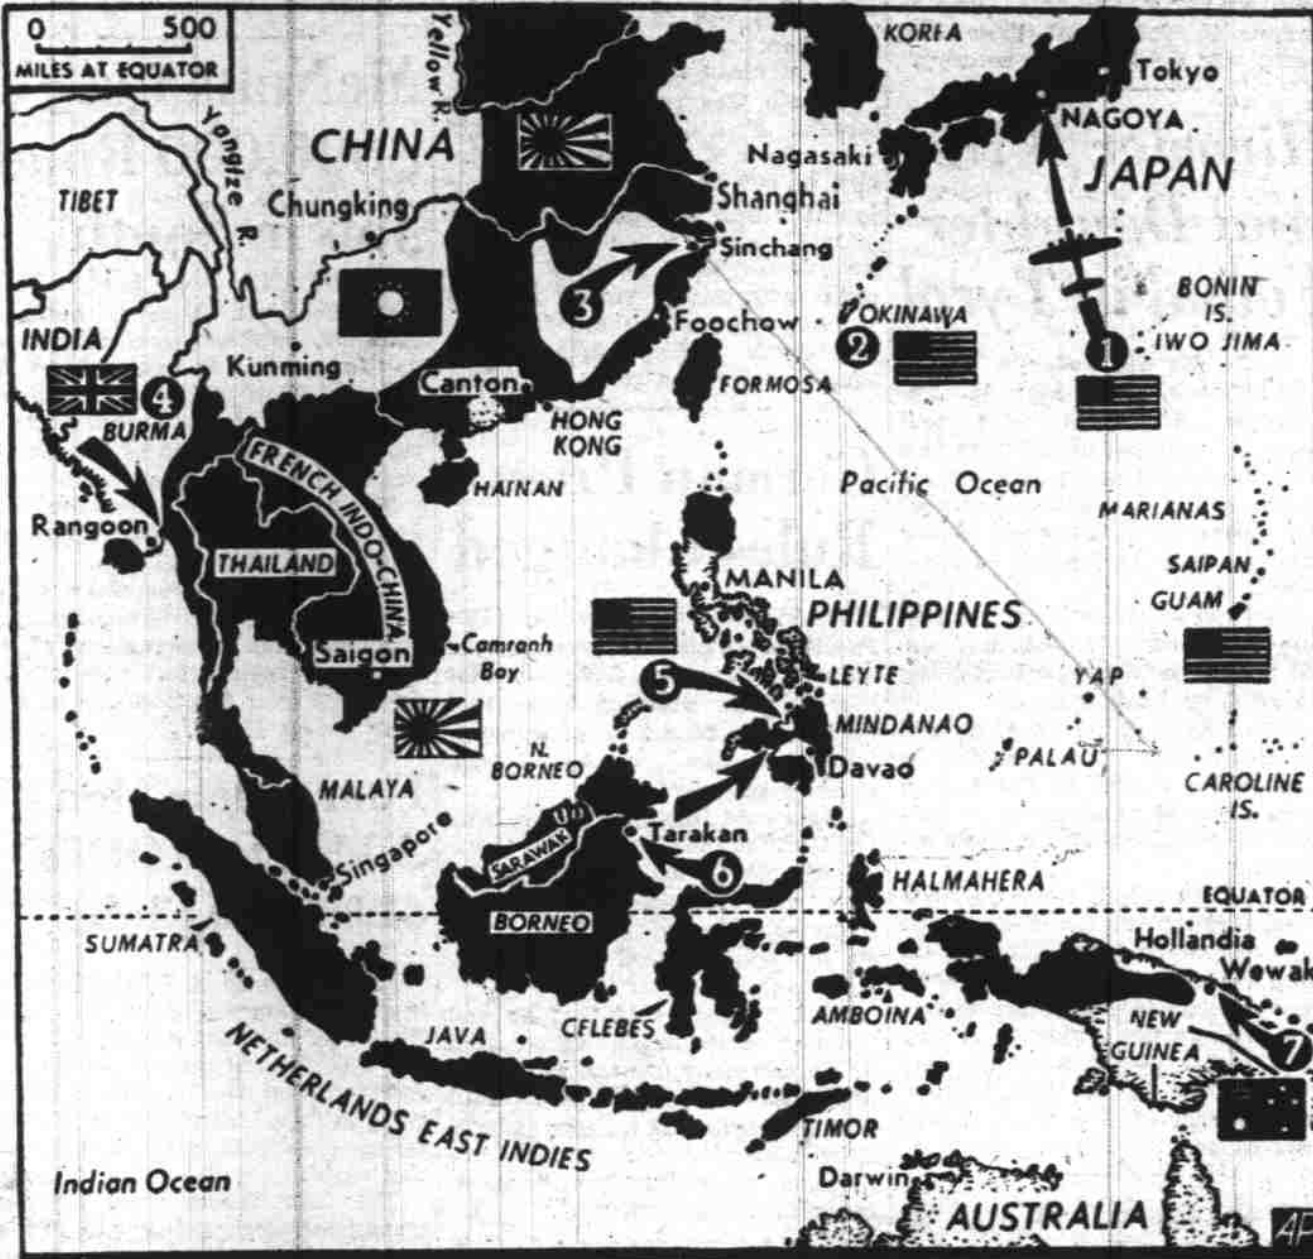 0 500
MILES AT EQUATOR
Yellow R.
KOREA
Tokyo
NAGOYA
JAPAN
CHINA
Nagasaki
Yangtze R.
TIBET
Chungking
Shanghai
Sinchang
3
BONIN
IS.
INDIA
Foochow
OKINAWA
2
1
IWO JIMA
Kunming
4
BURMA
Canton
FORMOSA
HONG
KONG
FRENCH INDO-CHINA
HAINAN
Pacific Ocean
MARIANAS
Rangoon
THAILAND
SAIPAN
GUAM
MANILA
PHILIPPINES
Saigon
Camranh
Bay
5
LEYTE
YAP
MINDANAO
N.
BORNEO
Davao
PALAU
CAROLINE
IS.
MALAYA
Singapore
SARAWAK
Tarakan
6
HALMAHERA
EQUATOR
BORNEO
SUMATRA
Hollandia
Wewak
AMBOINA
CELEBES
JAVA
NEW
GUINEA
7
NETHERLANDS EAST INDIES
TIMOR
Indian Ocean
Darwin
AUSTRALIA